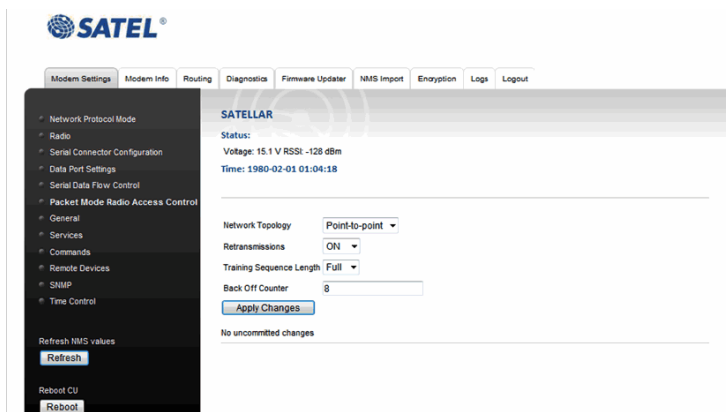 SATEL®
Modem Settings Modem Info Routing Diagnostics Firmware Updater NMS Import Encryption Logs Logout
Network Protocol Mode
Radio
Serial Connector Configuration
Data Port Settings
Serial Data Flow Control
Packet Mode Radio Access Control
General
Services
Commands
Remote Devices
SNMP
Time Control
Refresh NMS values
Refresh
Reboot CU
Reboot
SATELLAR
Status:
Voltage: 15.1 V RSSI: -128 dBm
Time: 1980-02-01 01:04:18
Network Topology Point-to-point
Retransmissions ON
Training Sequence Length Full
Back Off Counter 8
Apply Changes
No uncommitted changes